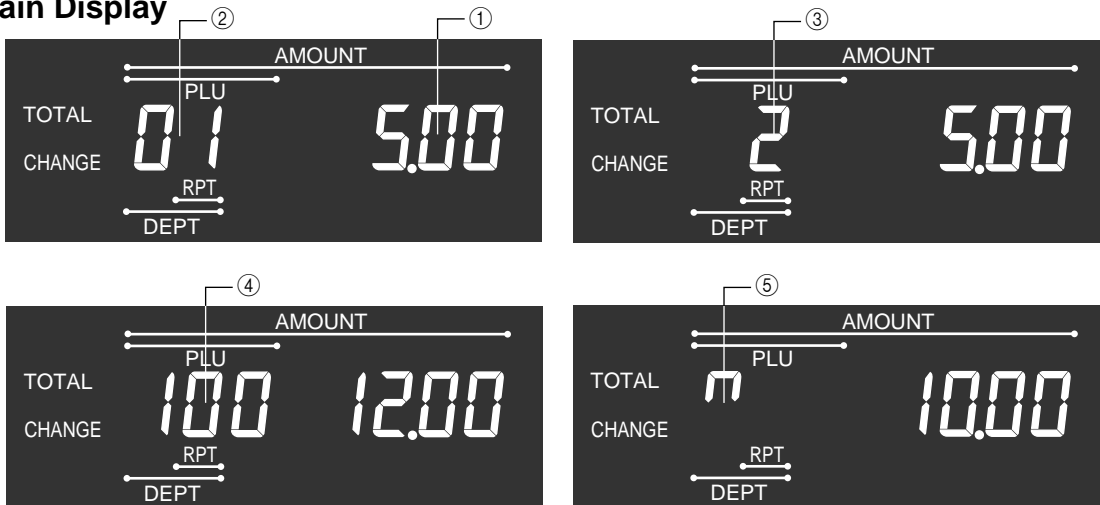 ain Display
② ① ③
AMOUNT
PLU
TOTAL 01 5.00
CHANGE
RPT
DEPT
AMOUNT
PLU
TOTAL 2 5.00
CHANGE
RPT
DEPT
④ ⑤
AMOUNT
PLU
TOTAL 100 12.00
CHANGE
RPT
DEPT
AMOUNT
PLU
TOTAL n 10.00
CHANGE
RPT
DEPT